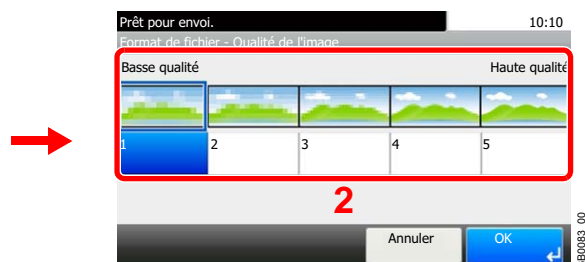 Prêt pour envoi. 10:10
Format de fichier - Qualité de l'image
Basse qualité Haute qualité
1 2 3 4 5
2
Annuler OK